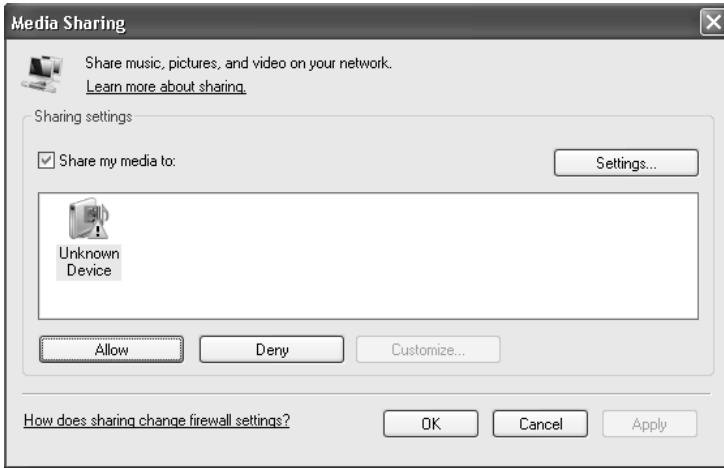 Media Sharing
Share music, pictures, and video on your network.
Learn more about sharing.
Sharing settings
Share my media to:
Settings...
Unknown
Device
Allow
Deny
Customize...
How does sharing change firewall settings?
OK
Cancel
Apply